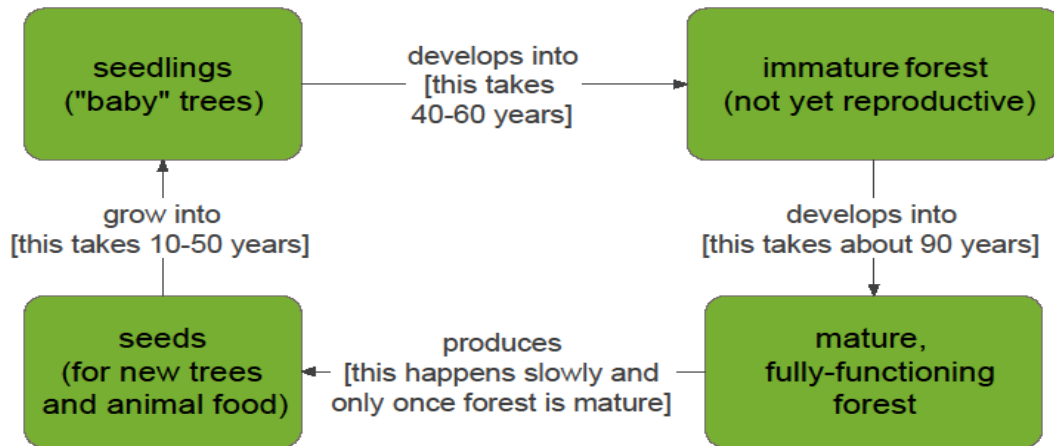 seedlings
("baby" trees)
develops into
[this takes
40-60 years]
immature forest
(not yet reproductive)
develops into
[this takes about 90 years]
mature,
fully-functioning
forest
produces
[this happens slowly and
only once forest is mature]
seeds
(for new trees
and animal food)
grow into
[this takes 10-50 years]